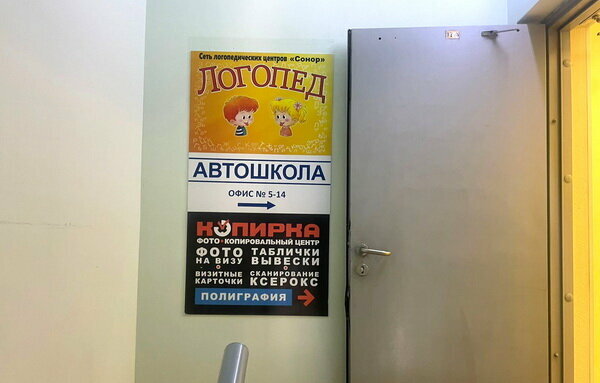 Сеть логопедических центров «Сонор»
ЛОГОПЕД
АВТОШКОЛА
ОФИС № 5-14
КОПИРКА
ФОТО-КОПИРОВАЛЬНЫЙ ЦЕНТР
ФОТО
НА ВИЗУ
ТАБЛИЧКИ
ВЫВЕСКИ
ВИЗИТНЫЕ
КАРТОЧКИ
СКАНИРОВАНИЕ
КСЕРОКС
ПОЛИГРАФИЯ